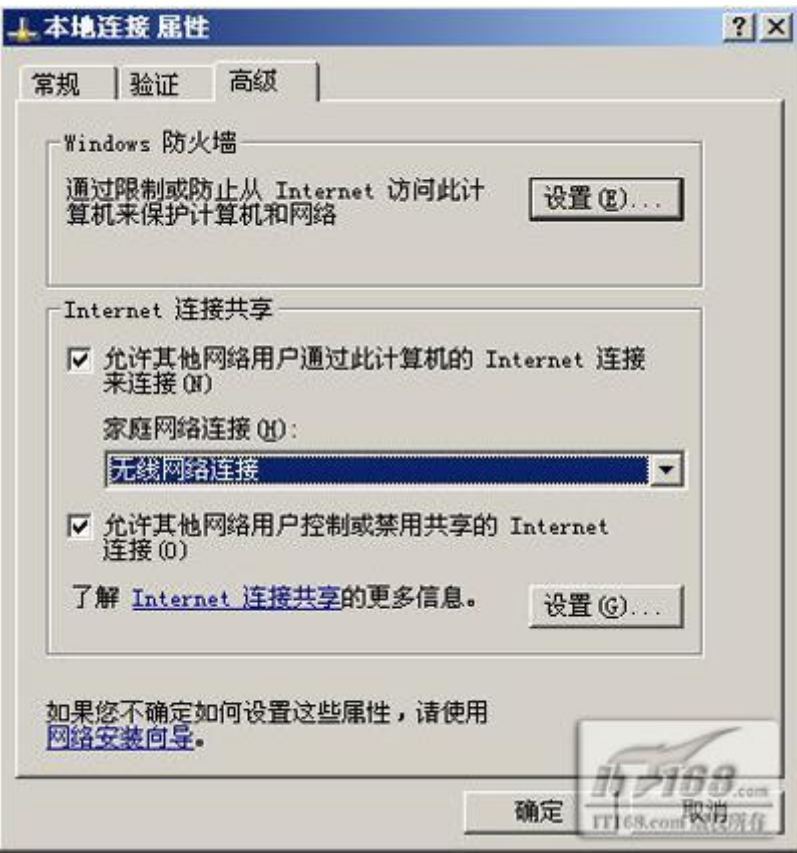 本地连接 属性
常规 验证 高级
Windows 防火墙
通过限制或防止从 Internet 访问此计
算机来保护计算机和网络
设置(E)...
Internet 连接共享
允许其他网络用户通过此计算机的 Internet 连接
来连接(N)
家庭网络连接(H):
无线网络连接
允许其他网络用户控制或禁用共享的 Internet
连接(O)
了解 Internet 连接共享的更多信息。
设置(G)...
如果您不确定如何设置这些属性，请使用
网络安装向导。
确定 取消
IT168.com
IT168.com 版权所有